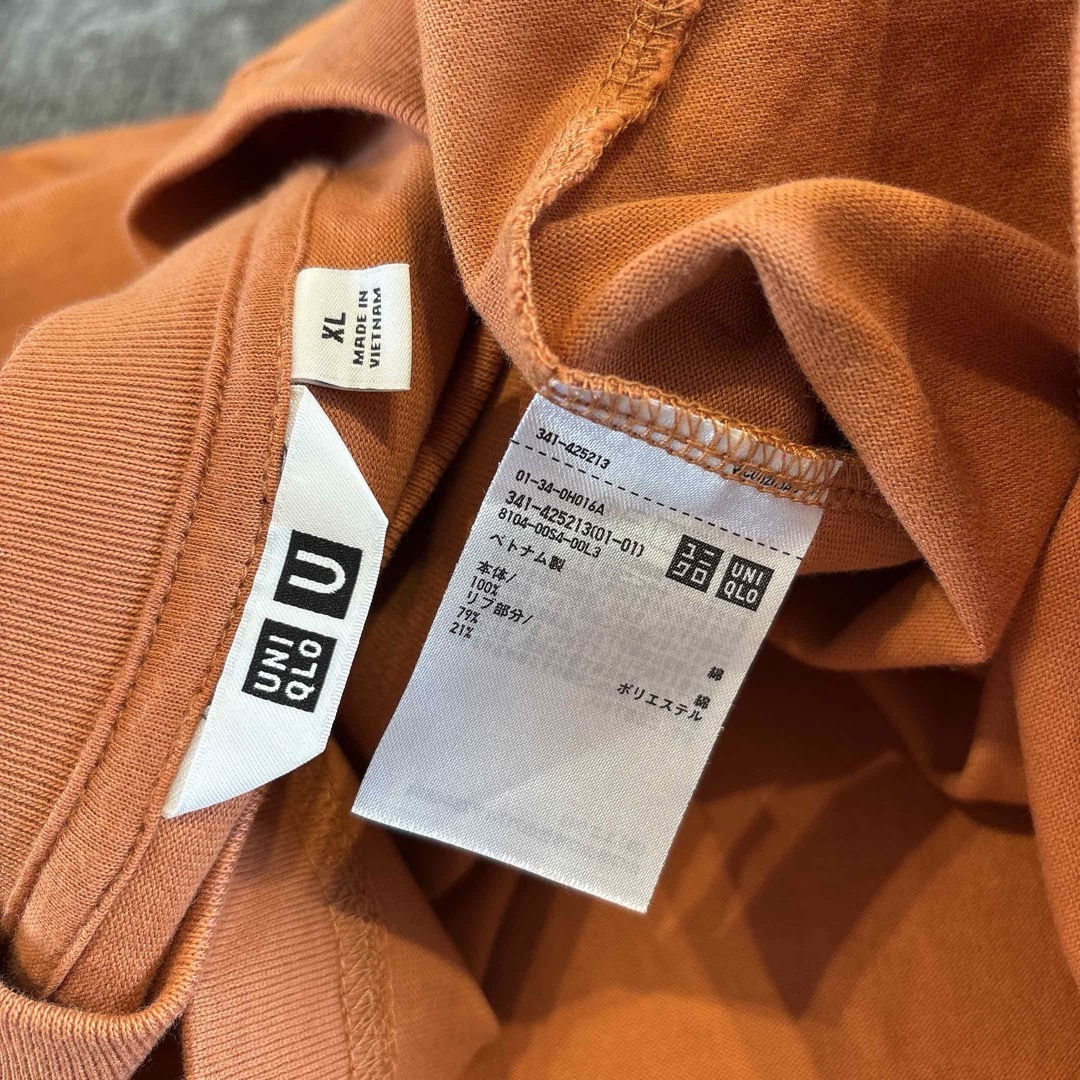 XL
MADE IN
VIETNAM
U
UNI
QLO
341-425213
01-34-0H016A
341-425213(01-01)
8104-00S4-00L3
ベトナム製
ユニ
クロ
UNI
QLO
本体/
100%
綿
リブ部分/
79%
綿
21%
ポリエステル